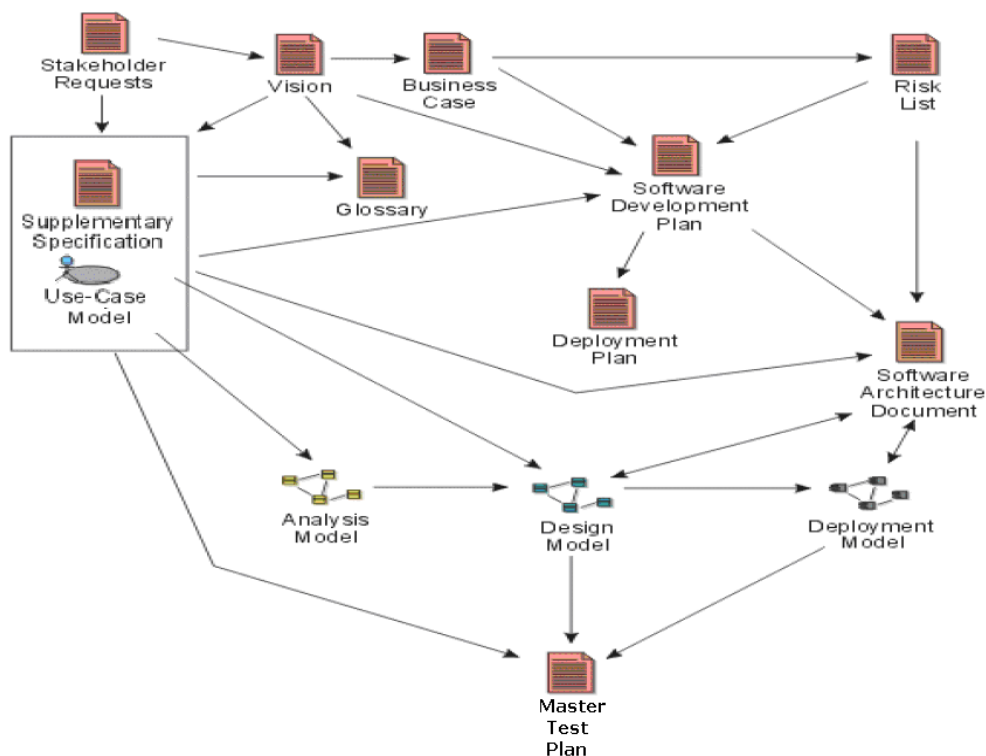 Stakeholder
Requests
Vision
Business
Case
Risk
List
Supplementary
Specification
Use-Case
Model
Glossary
Software
Development
Plan
Deployment
Plan
Software
Architecture
Document
Analysis
Model
Design
Model
Deployment
Model
Master
Test
Plan